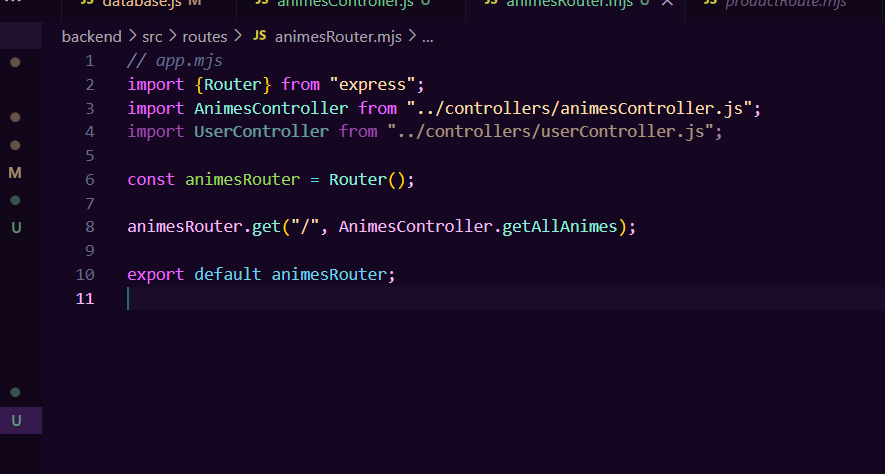 JS database.js M JS animesController.js U JS animesRouter.mjs U JS productRoute.mjs
backend > src > routes > JS animesRouter.mjs > ...
1 // app.mjs
2 import {Router} from "express";
3 import AnimesController from "../controllers/animesController.js";
4 import UserController from "../controllers/userController.js";
5
6 const animesRouter = Router();
7
8 animesRouter.get("/", AnimesController.getAllAnimes);
9
10 export default animesRouter;
11
M
U
U